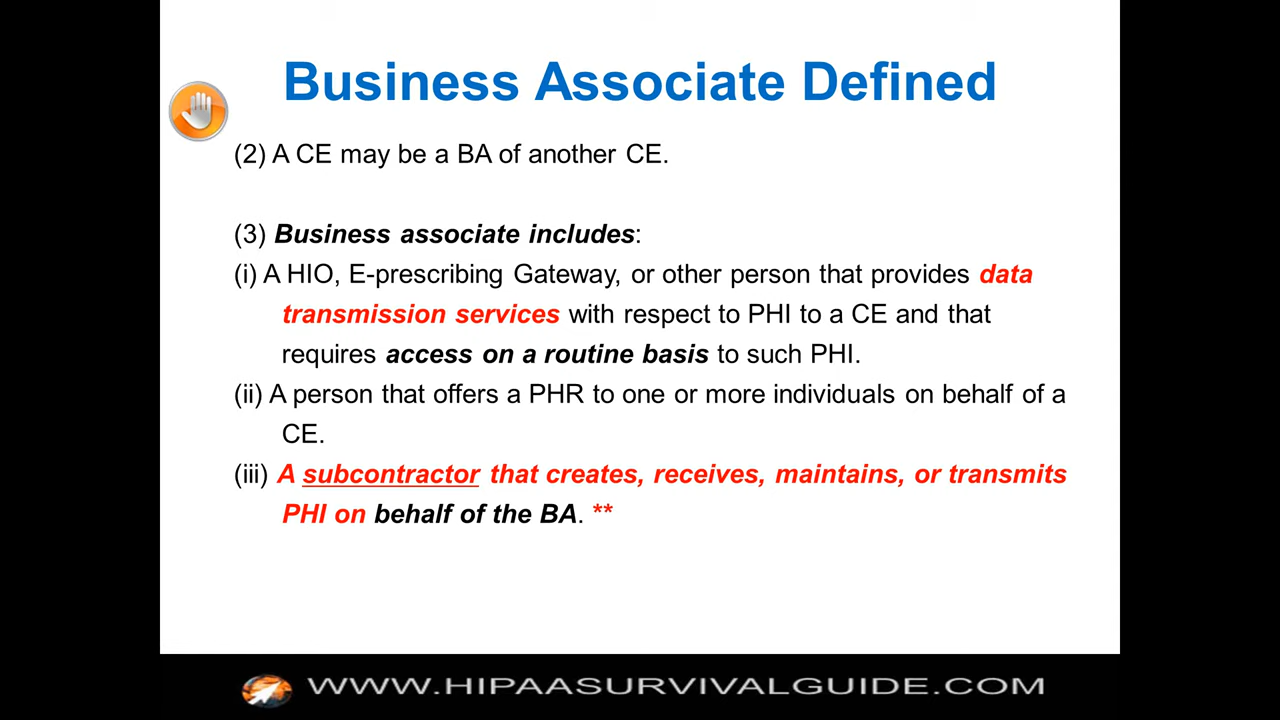 Business Associate Defined
(2) A CE may be a BA of another CE.
(3) Business associate includes:
(i) A HIO, E-prescribing Gateway, or other person that provides data
transmission services with respect to PHI to a CE and that
requires access on a routine basis to such PHI.
(ii) A person that offers a PHR to one or more individuals on behalf of a
CE.
(iii) A subcontractor that creates, receives, maintains, or transmits
PHI on behalf of the BA. **
WWW.HIPAASURVIVALGUIDE.COM